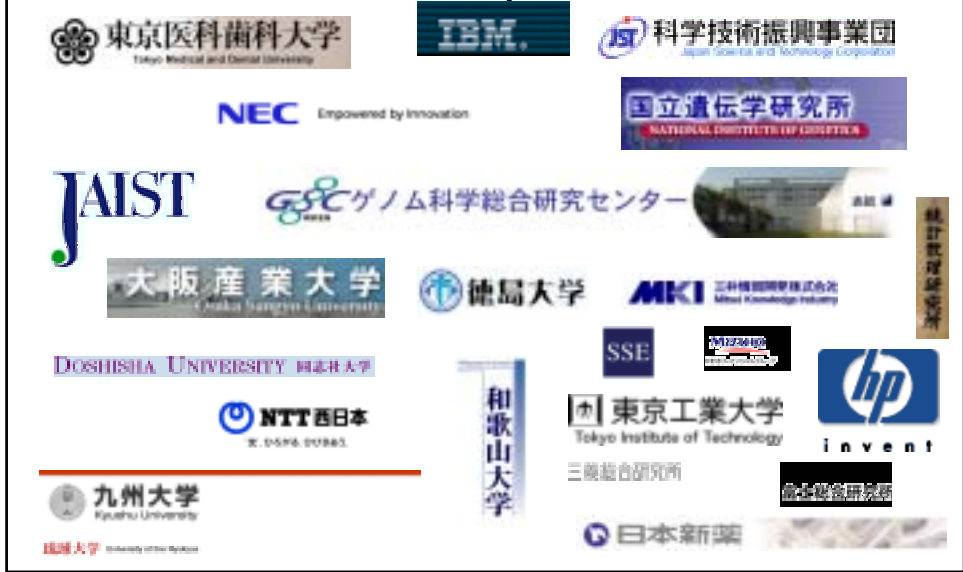 東京医科歯科大学
Tokyo Medical and Dental University
IBM.
JST 科学技術振興事業団
Japan Science and Technology Corporation
NEC Empowered by Innovation
国立遺伝学研究所
NATIONAL INSTITUTE OF GENETICS
JAIST
GSC ゲノム科学総合研究センター
統計数理研究所
大阪産業大学
Osaka Sangyo University
徳島大学
MKI 三井情報開発株式会社
Mitsui Knowledge Industry
SSE
MIZUHO
DOSHISHA UNIVERSITY 同志社大学
hp
invent
NTT 西日本
和歌山大学
東京工業大学
Tokyo Institute of Technology
三菱総合研究所
富士総合研究所
九州大学
Kyushu University
日本新薬
琉球大学 University of the Ryukyus